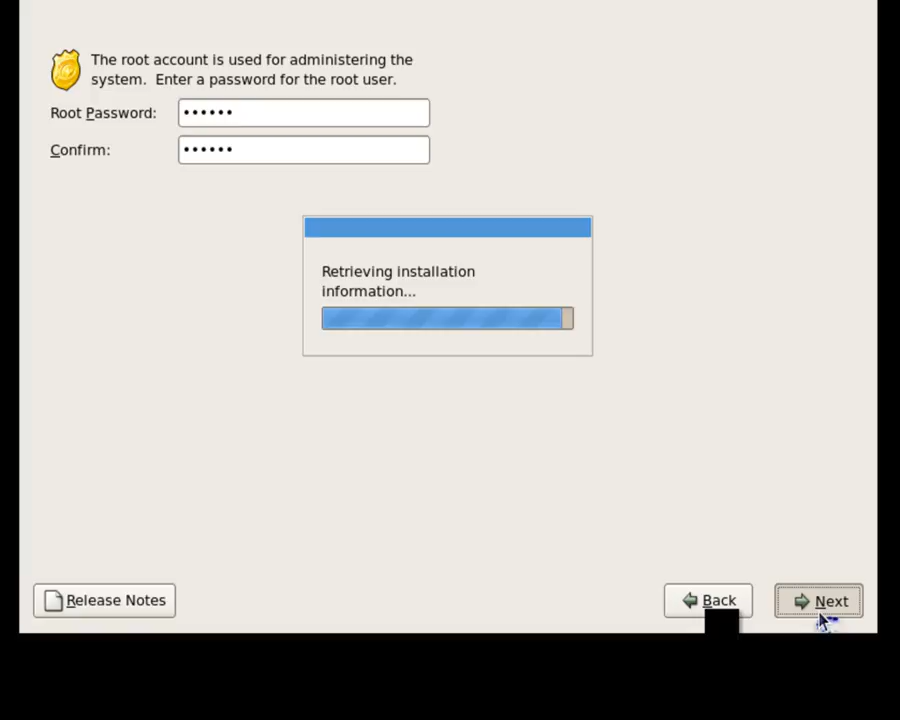 The root account is used for administering the
system.  Enter a password for the root user.
Root Password: ••••••
Confirm: ••••••
Retrieving installation
information...
Release Notes
Back
Next